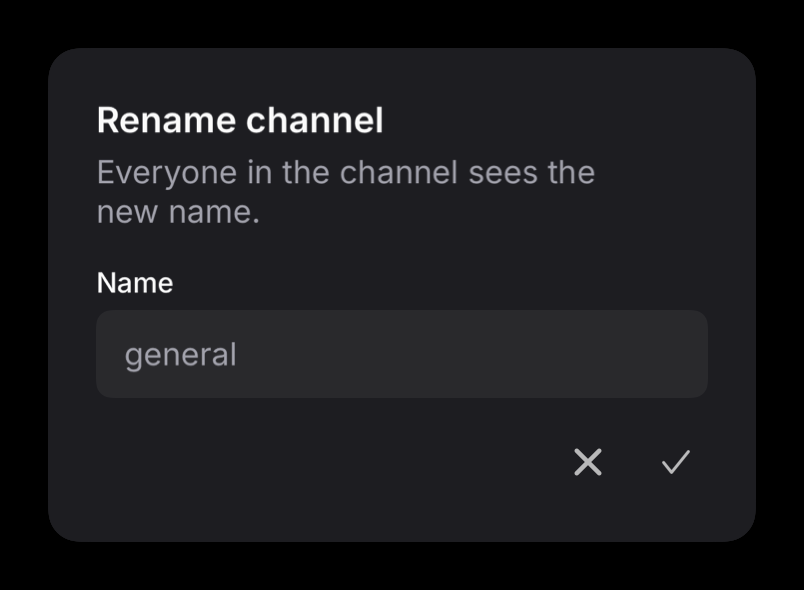 Rename channel
Everyone in the channel sees the
new name.
Name
general